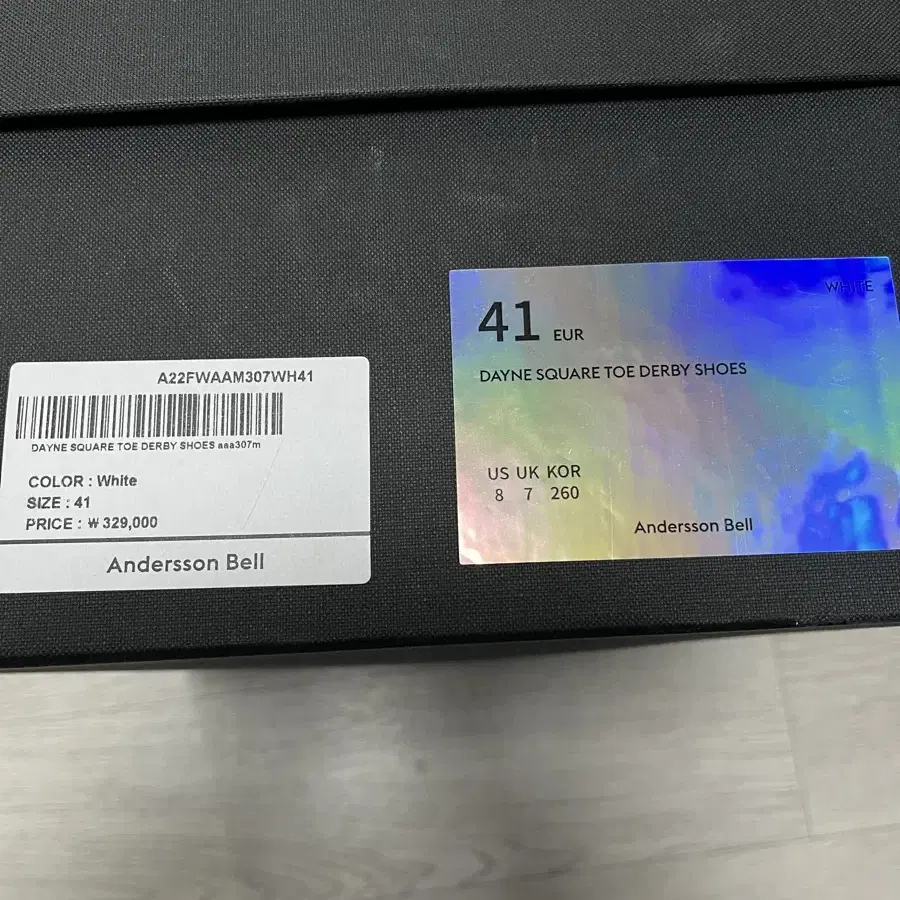 A22FWAAM307WH41
DAYNE SQUARE TOE DERBY SHOES aaa307m
COLOR : White
SIZE : 41
PRICE : ₩ 329,000
Andersson Bell
WHITE
41 EUR
DAYNE SQUARE TOE DERBY SHOES
US UK KOR
8 7 260
Andersson Bell